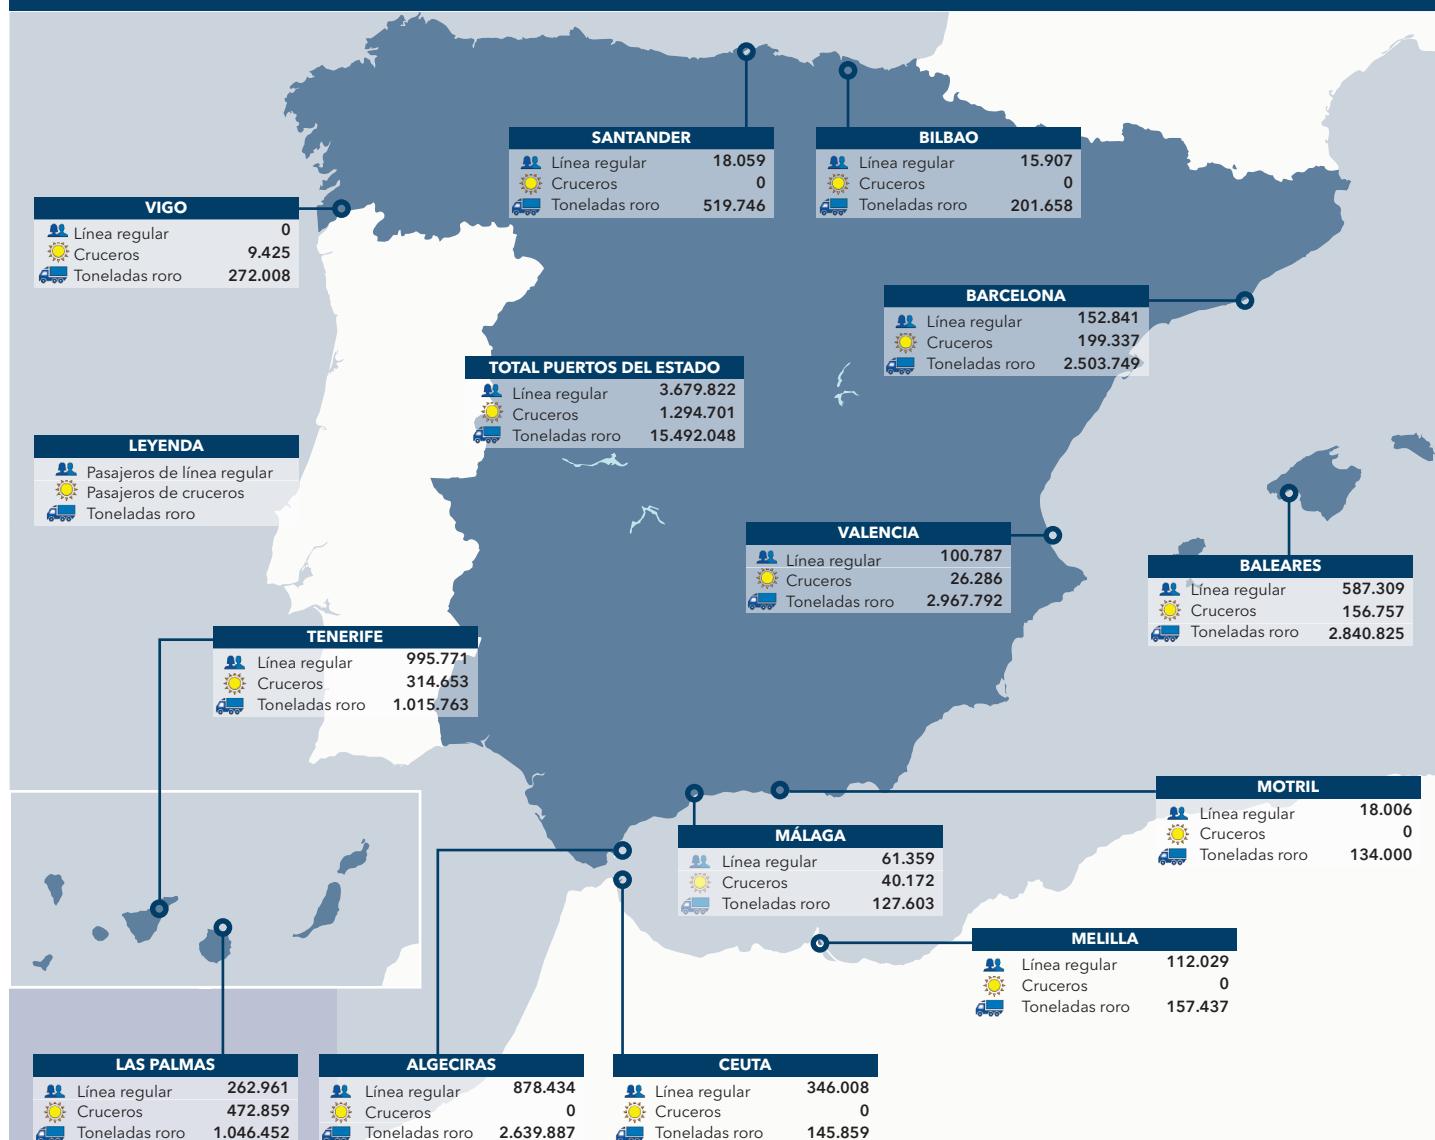 SANTANDER
Línea regular 18.059
Cruceros 0
Toneladas roro 519.746
BILBAO
Línea regular 15.907
Cruceros 0
Toneladas roro 201.658
VIGO
Línea regular 0
Cruceros 9.425
Toneladas roro 272.008
BARCELONA
Línea regular 152.841
Cruceros 199.337
Toneladas roro 2.503.749
TOTAL PUERTOS DEL ESTADO
Línea regular 3.679.822
Cruceros 1.294.701
Toneladas roro 15.492.048
LEYENDA
Pasajeros de línea regular
Pasajeros de cruceros
Toneladas roro
VALENCIA
Línea regular 100.787
Cruceros 26.286
Toneladas roro 2.967.792
BALEARES
Línea regular 587.309
Cruceros 156.757
Toneladas roro 2.840.825
TENERIFE
Línea regular 995.771
Cruceros 314.653
Toneladas roro 1.015.763
MOTRIL
Línea regular 18.006
Cruceros 0
Toneladas roro 134.000
MÁLAGA
Línea regular 61.359
Cruceros 40.172
Toneladas roro 127.603
MELILLA
Línea regular 112.029
Cruceros 0
Toneladas roro 157.437
LAS PALMAS
Línea regular 262.961
Cruceros 472.859
Toneladas roro 1.046.452
ALGECIRAS
Línea regular 878.434
Cruceros 0
Toneladas roro 2.639.887
CEUTA
Línea regular 346.008
Cruceros 0
Toneladas roro 145.859